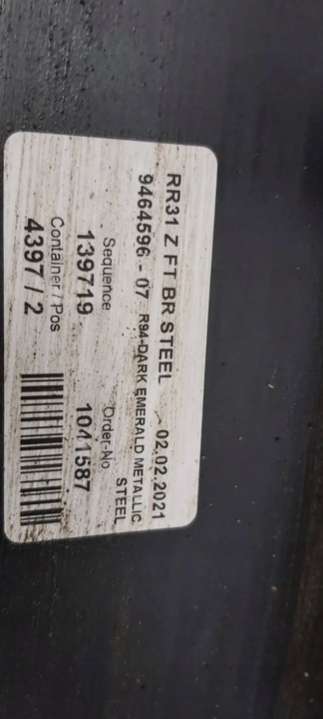 RR31 Z FT BR STEEL 02.02.2021
9464596 - 07 R94-DARK EMERALD METALLIC
STEEL
Sequence Order-No
139719 1041587
Container / Pos
4397 / 2